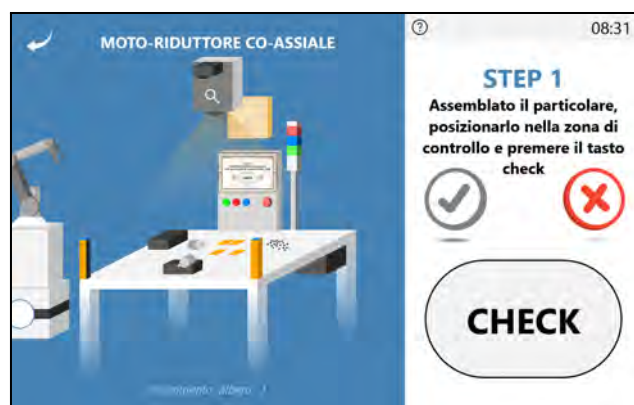 MOTO-RIDUTTORE CO-ASSIALE
08:31
STEP 1
Assemblato il particolare,
posizionarlo nella zona di
controllo e premere il tasto
check
CHECK
albero